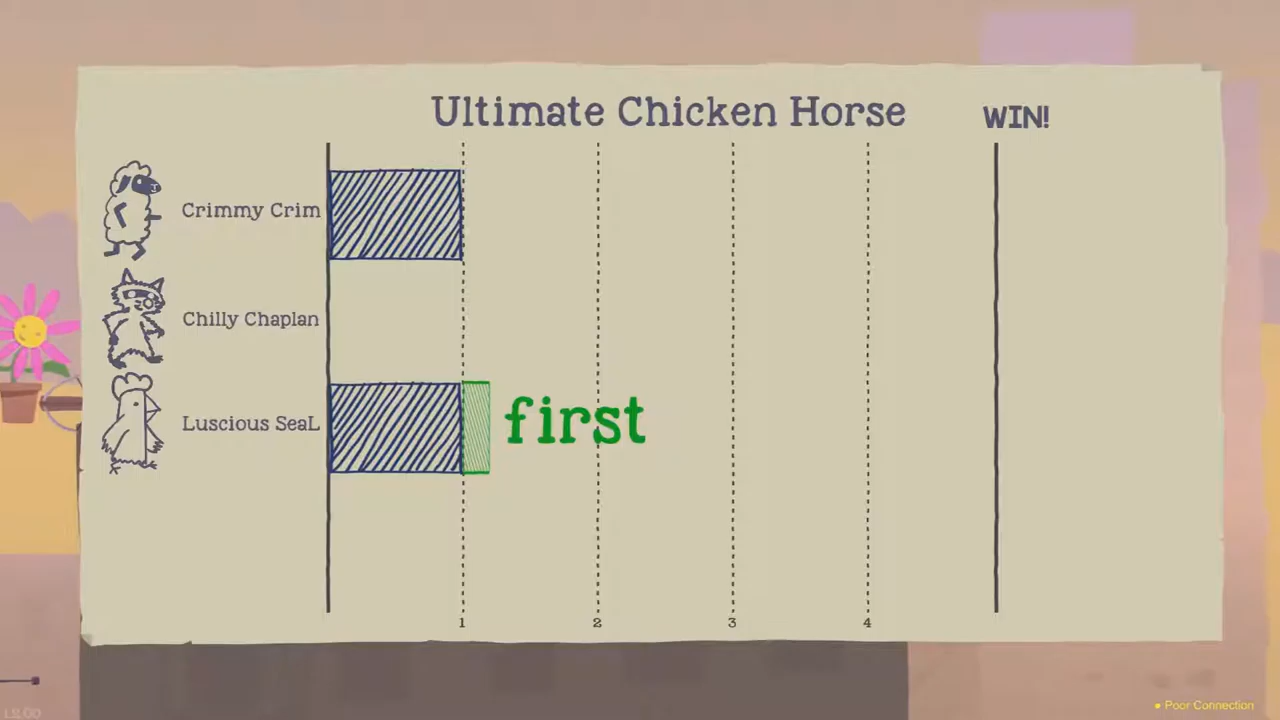 Ultimate Chicken Horse
WIN!
Crimmy Crim
Chilly Chaplan
Luscious SeaL
first
1 2 3 4
Poor Connection